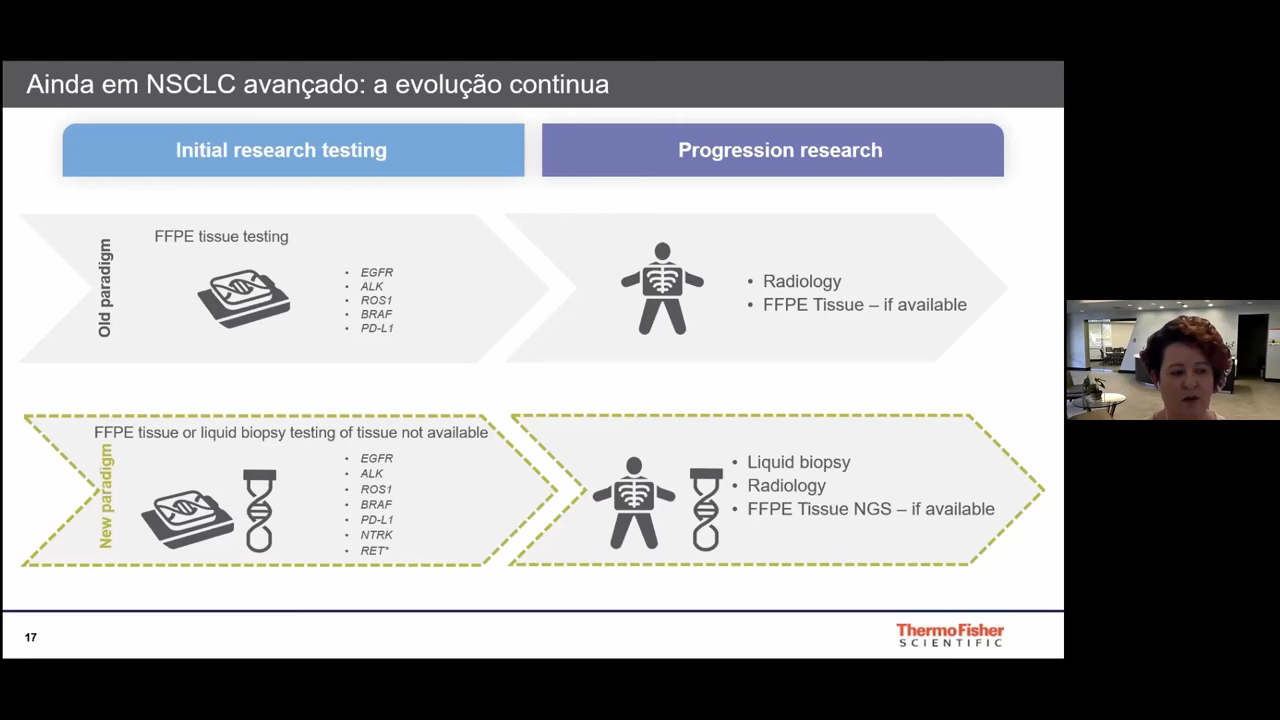 Ainda em NSCLC avançado: a evolução continua
Initial research testing
Progression research
Old paradigm
FFPE tissue testing
• EGFR
• ALK
• ROS1
• BRAF
• PD-L1
• Radiology
• FFPE Tissue – if available
New paradigm
FFPE tissue or liquid biopsy testing of tissue not available
• EGFR
• ALK
• ROS1
• BRAF
• PD-L1
• NTRK
• RET*
• Liquid biopsy
• Radiology
• FFPE Tissue NGS – if available
17
ThermoFisher
SCIENTIFIC